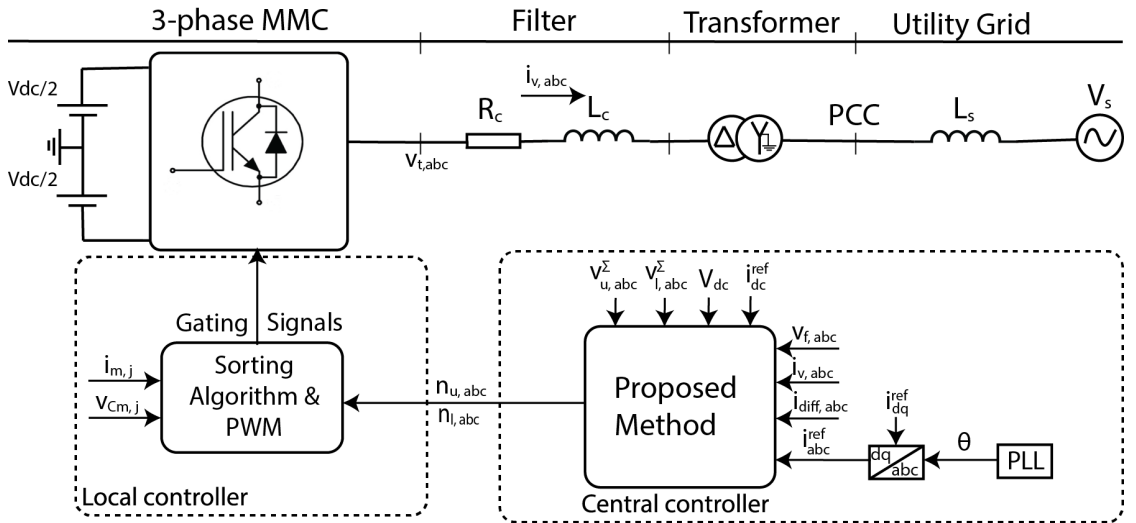 3-phase MMC
Filter
Transformer
Utility Grid
Vdc/2
Vdc/2
i_v, abc
R_c
L_c
v_t,abc
PCC
L_s
V_s
Gating Signals
i_m, j
v_Cm, j
Sorting
Algorithm &
PWM
Local controller
n_u, abc
n_l, abc
v^Σ_u, abc
v^Σ_l, abc
V_dc
i^ref_dc
Proposed
Method
v_f, abc
i_v, abc
i_diff, abc
i^ref_abc
i^ref_dq
dq
abc
θ
PLL
Central controller